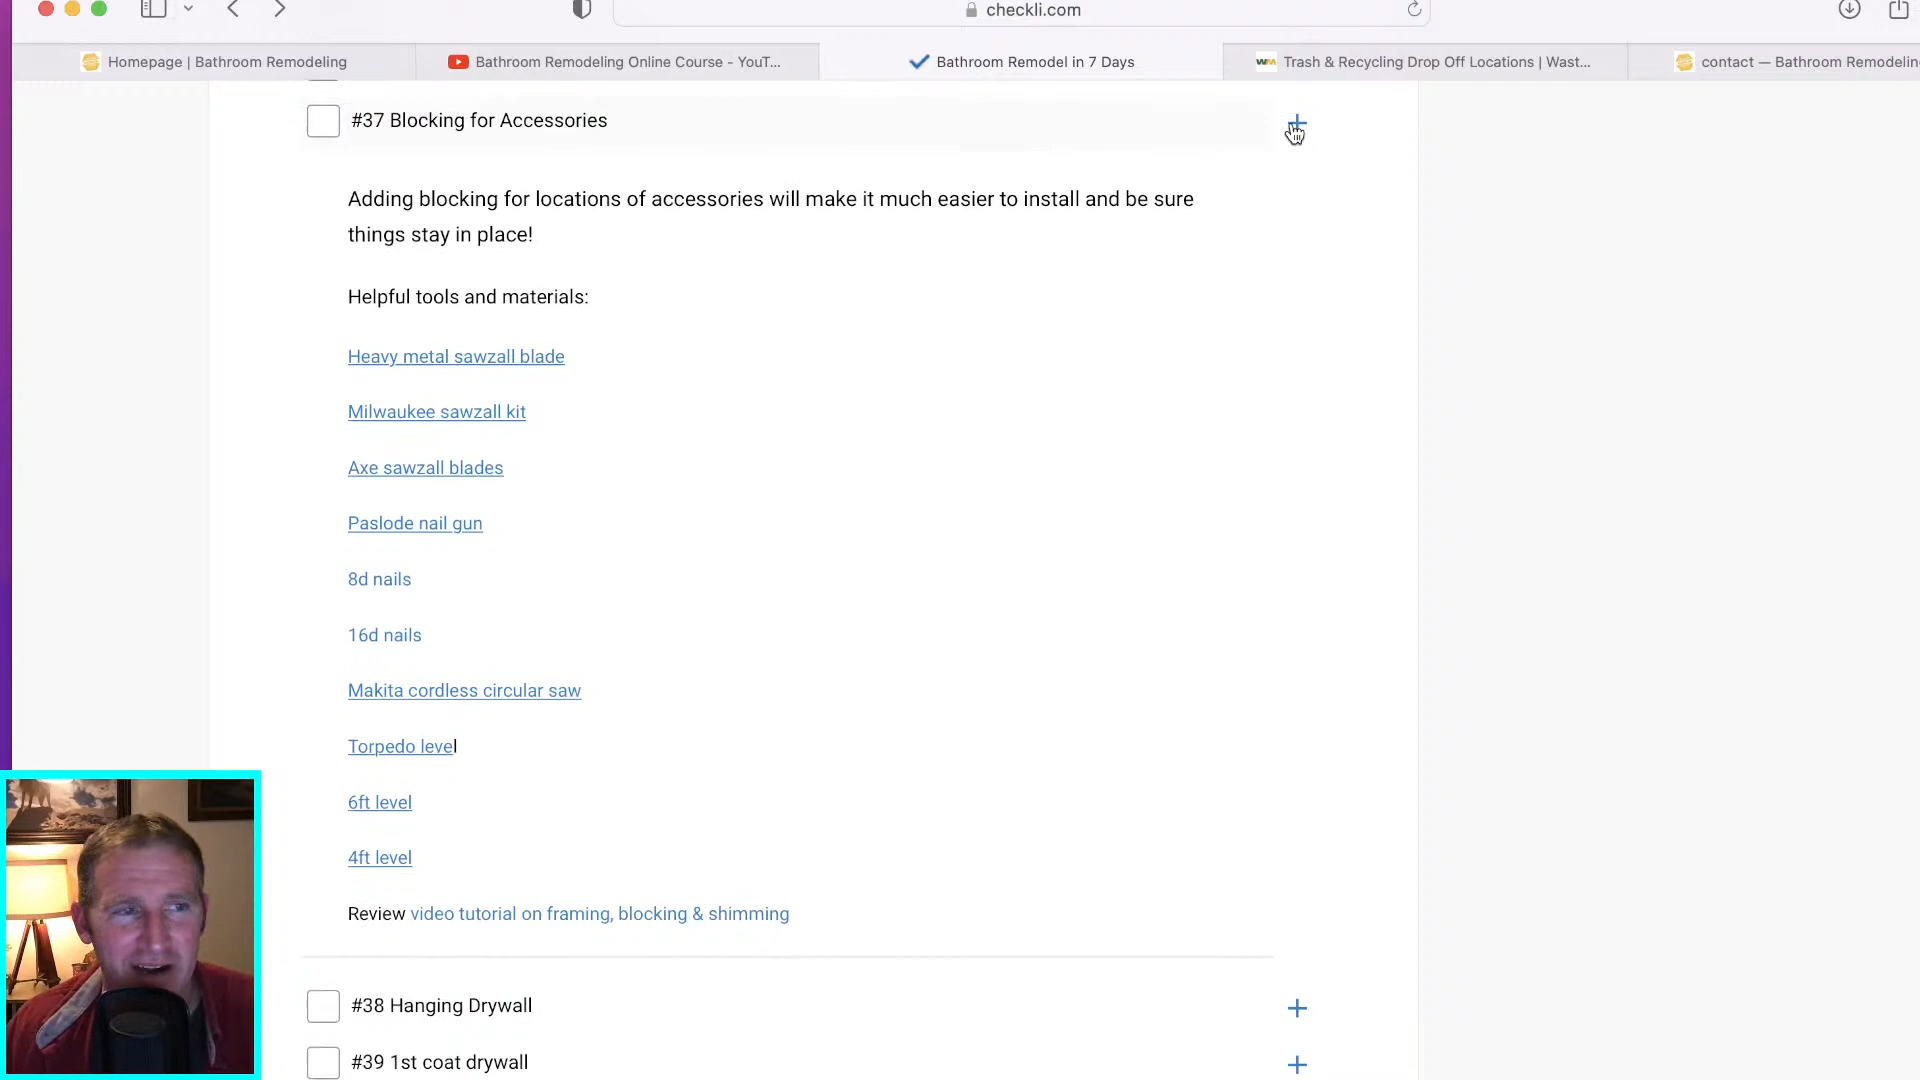 checkli.com
Homepage | Bathroom Remodeling
Bathroom Remodeling Online Course - YouT...
Bathroom Remodel in 7 Days
WM
Trash & Recycling Drop Off Locations | Wast...
contact — Bathroom Remodelin
#37 Blocking for Accessories
Adding blocking for locations of accessories will make it much easier to install and be sure
things stay in place!
Helpful tools and materials:
Heavy metal sawzall blade
Milwaukee sawzall kit
Axe sawzall blades
Paslode nail gun
8d nails
16d nails
Makita cordless circular saw
Torpedo level
6ft level
4ft level
Review video tutorial on framing, blocking & shimming
#38 Hanging Drywall
#39 1st coat drywall